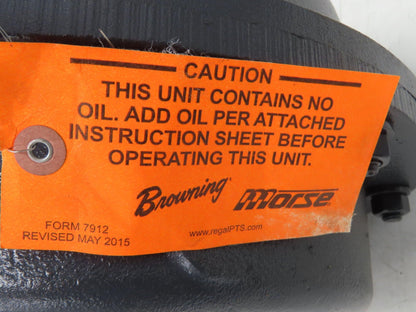 CAUTION
THIS UNIT CONTAINS NO
OIL. ADD OIL PER ATTACHED
INSTRUCTION SHEET BEFORE
OPERATING THIS UNIT.
Browning® morse®
FORM 7912
REVISED MAY 2015
www.regalPTS.com